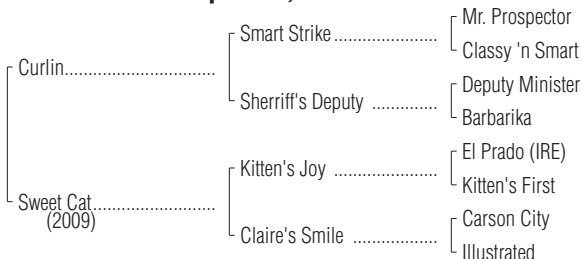 Mr. Prospector
Smart Strike ....................
Classy 'n Smart
Curlin..............................
Deputy Minister
Sherriff's Deputy .............
Barbarika
El Prado (IRE)
Kitten's Joy ....................
Kitten's First
Sweet Cat........................
(2009)
Carson City
Claire's Smile .................
Illustrated